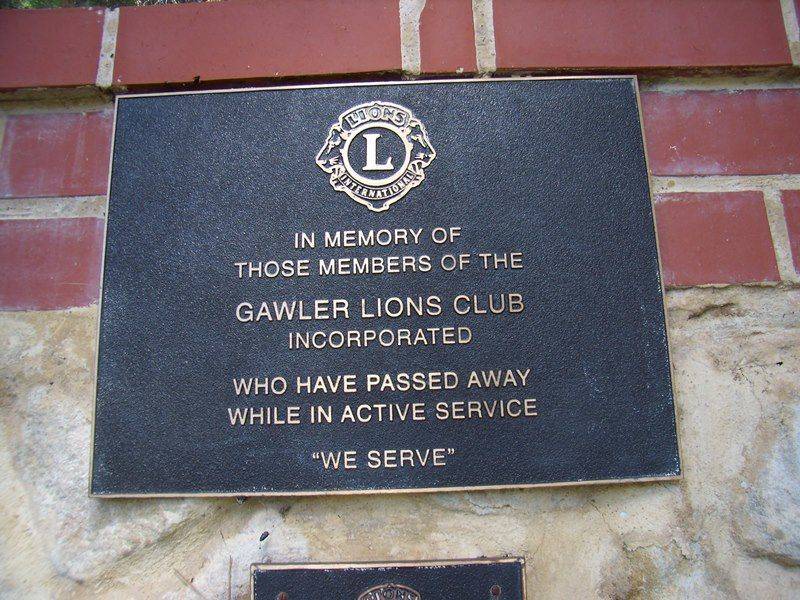 LIONS
L
INTERNATIONAL
IN MEMORY OF
THOSE MEMBERS OF THE
GAWLER LIONS CLUB
INCORPORATED
WHO HAVE PASSED AWAY
WHILE IN ACTIVE SERVICE
"WE SERVE"
LIONS